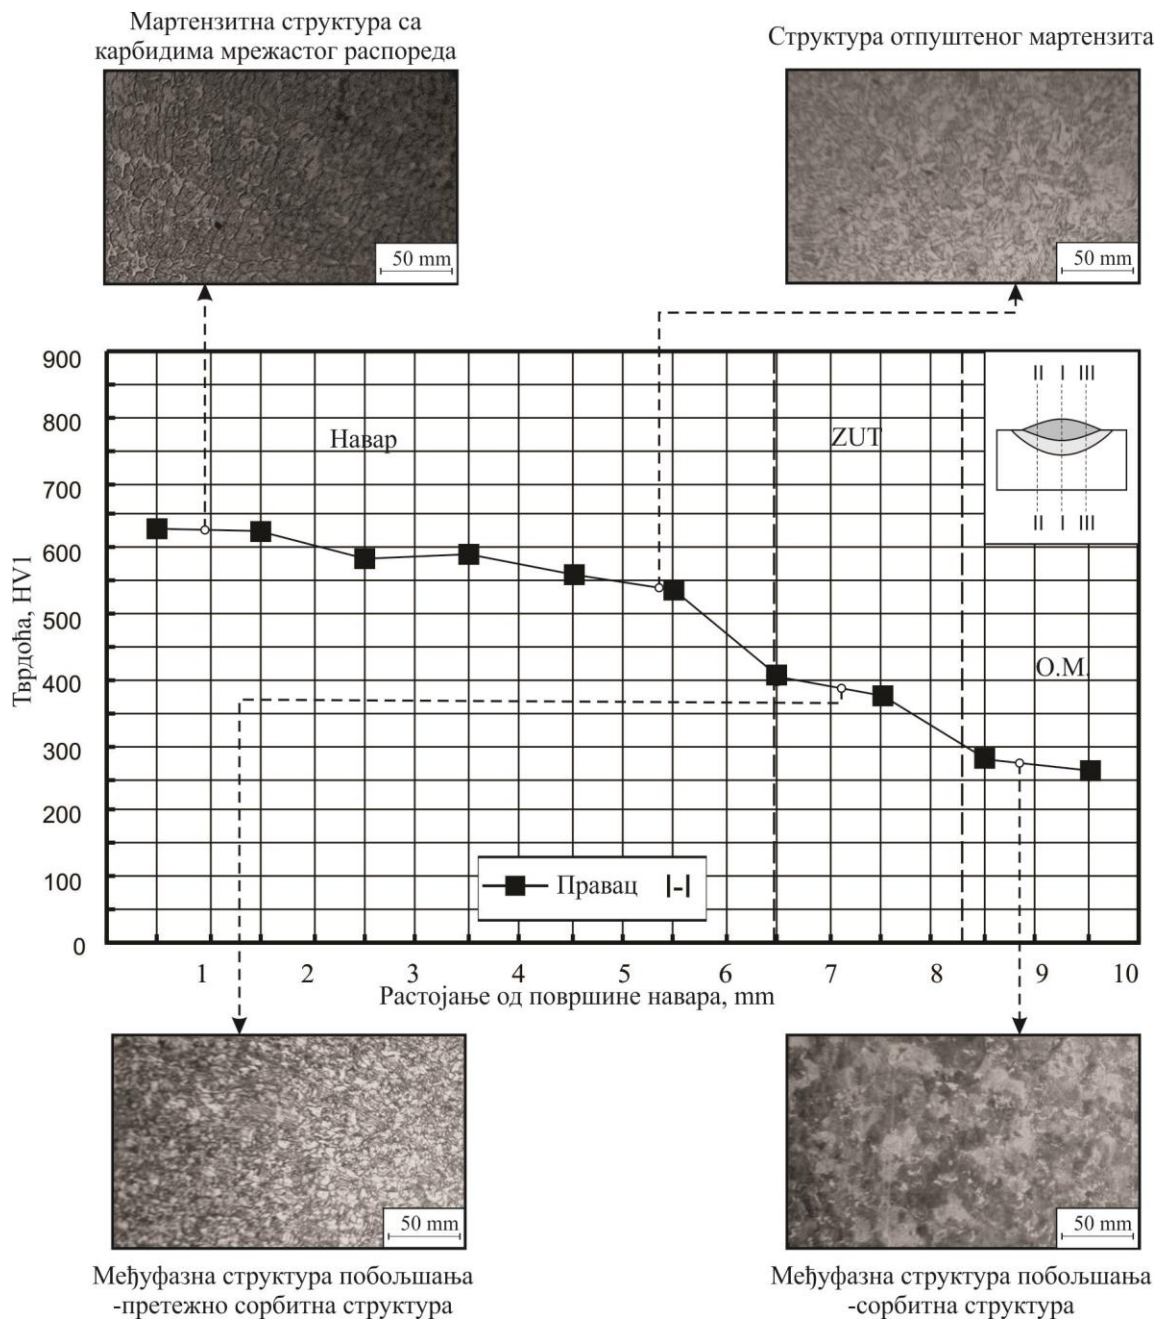 Мартензитна структура са
карбидима мрежастог распореда
Структура отпуштеног мартензита
50 mm
50 mm
900
800
700
600
500
400
300
200
100
0
Тврдоћа, HV1
Навар
ZUT
О.М.
II I III
II I III
Правац I-I
1 2 3 4 5 6 7 8 9 10
Растојање од површине навара, mm
50 mm
50 mm
Међуфазна структура побољшања
-претежно сорбитна структура
Међуфазна структура побољшања
-сорбитна структура